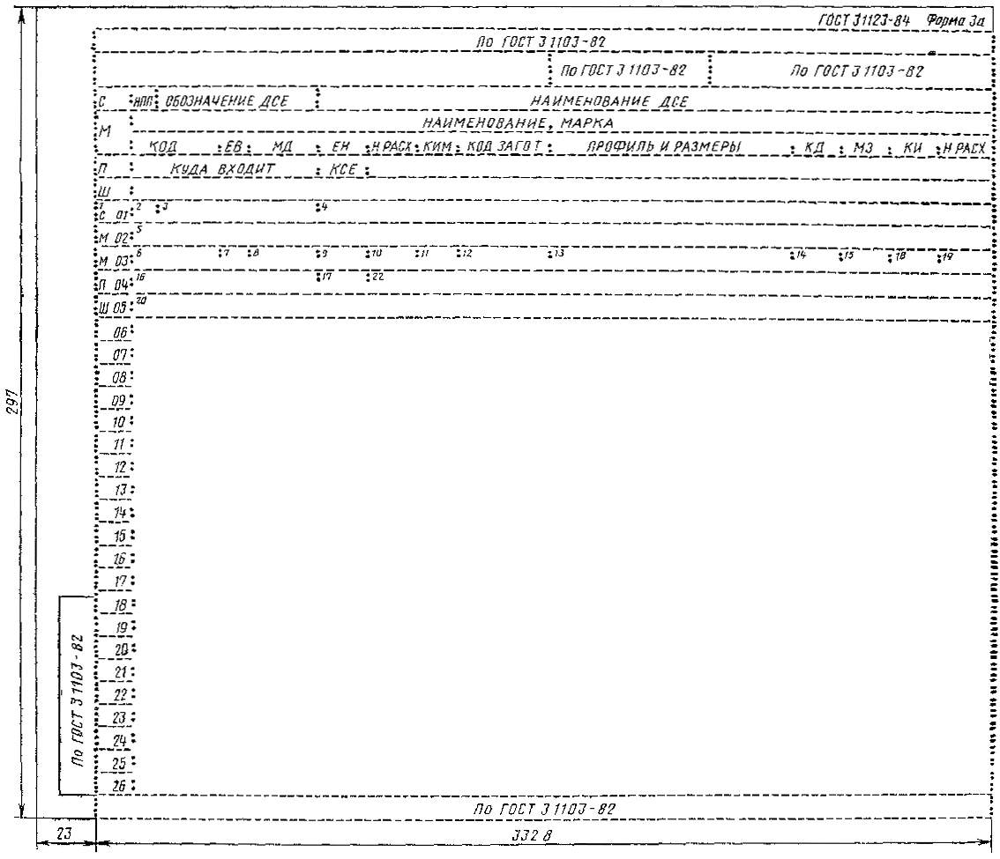 ГОСТ 3 1123-84 Форма 3а
По ГОСТ 3 1103-82
По ГОСТ 3 1103-82 По ГОСТ 3 1103-82
С НПП ОБОЗНАЧЕНИЕ ДСЕ НАИМЕНОВАНИЕ ДСЕ
М НАИМЕНОВАНИЕ, МАРКА
КОД ЕВ МД ЕН Н РАСХ КИМ КОД ЗАГОТ ПРОФИЛЬ И РАЗМЕРЫ КД МЗ КИ Н РАСХ
П КУДА ВХОДИТ КСЕ
Ш
1 2 3 4
С 01
5
М 02
6 7 8 9 10 11 12 13 14 15 18 19
М 03
16 17 22
П 04
20
Ш 05
06
07
08
09
10
11
12
13
14
15
16
17
18
19
20
21
22
23
24
25
26
По ГОСТ 3 1103-82
По ГОСТ 3 1103-82
297
23 332 8